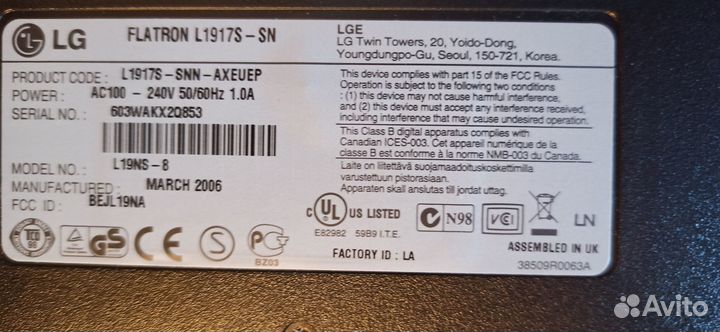 LG FLATRON L1917S-SN
LGE
LG Twin Towers, 20, Yoido-Dong,
Youngdungpo-Gu, Seoul, 150-721, Korea.
PRODUCT CODE : L1917S-SNN-AXEUEP
POWER : AC100 - 240V 50/60Hz 1.0A
SERIAL NO. : 603WAKX2Q853
MODEL NO. : L19NS-8
MANUFACTURED : MARCH 2006
FCC ID : BEJL19NA
This device complies with part 15 of the FCC Rules.
Operation is subject to the following two conditions
: (1) this device may not cause harmful interference,
and (2) this device must accept any interference received,
including interference that may cause undesired operation.
This Class B digital apparatus complies with
Canadian ICES-003. Cet appareil numérique de la
classe B est conforme à la norme NMB-003 du Canada.
Laite on liitettävä suojamaadoituskoskettimilla
varustettuun pistorasiaan.
Apparaten skall anslutas till jordat uttag.
TCO
99
GS
CE
S
PC
BZ03
c UL US LISTED
E82982 59B9 I.T.E.
N98
VCI
LN
FACTORY ID : LA
ASSEMBLED IN UK
38509R0063A
Avito